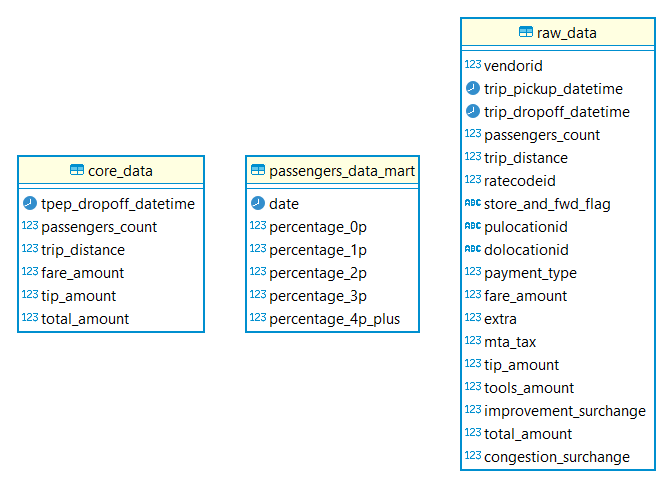 core_data
123 tpep_dropoff_datetime
123 passengers_count
123 trip_distance
123 fare_amount
123 tip_amount
123 total_amount
passengers_data_mart
date
123 percentage_0p
123 percentage_1p
123 percentage_2p
123 percentage_3p
123 percentage_4p_plus
raw_data
123 vendorid
trip_pickup_datetime
trip_dropoff_datetime
123 passengers_count
123 trip_distance
123 ratecodeid
ABC store_and_fwd_flag
ABC pulocationid
ABC dolocationid
123 payment_type
123 fare_amount
123 extra
123 mta_tax
123 tip_amount
123 tools_amount
123 improvement_surchange
123 total_amount
123 congestion_surchange